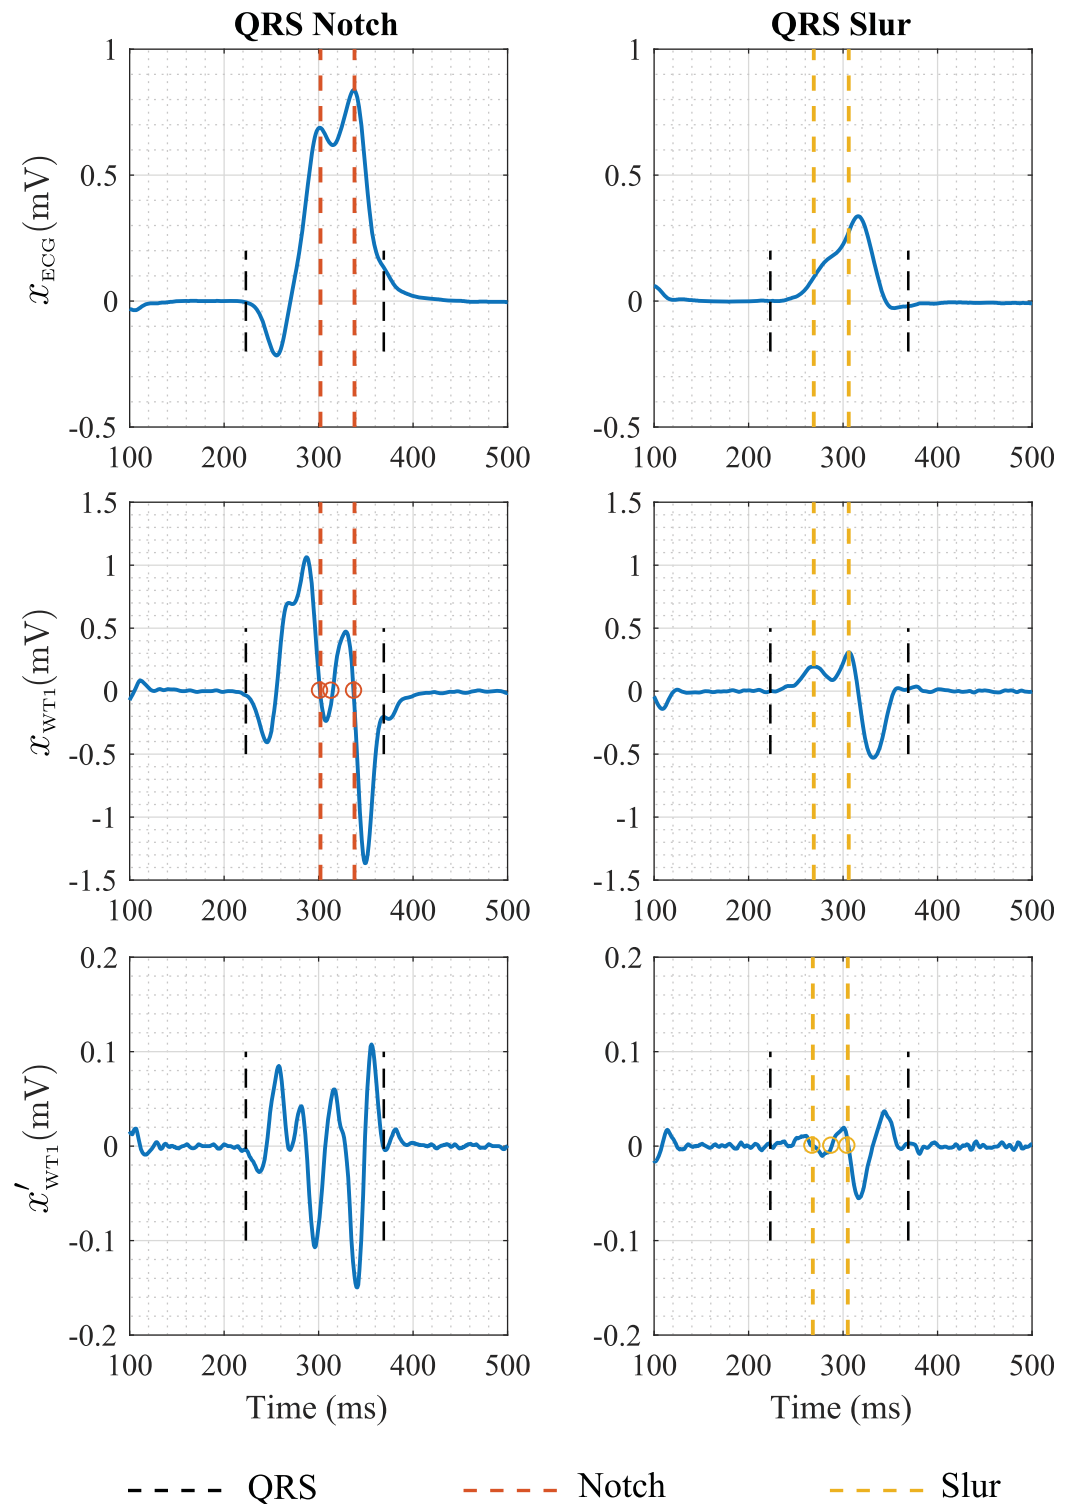 QRS Notch QRS Slur
1 1
0.5 0.5
0 0
-0.5 -0.5
x_ECG(mV)
100 200 300 400 500 100 200 300 400 500
1.5 1.5
1 1
0.5 0.5
0 0
-0.5 -0.5
-1 -1
-1.5 -1.5
x_WT1(mV)
100 200 300 400 500 100 200 300 400 500
0.2 0.2
0.1 0.1
0 0
-0.1 -0.1
-0.2 -0.2
x′_WT1(mV)
100 200 300 400 500 100 200 300 400 500
Time (ms) Time (ms)
QRS Notch Slur